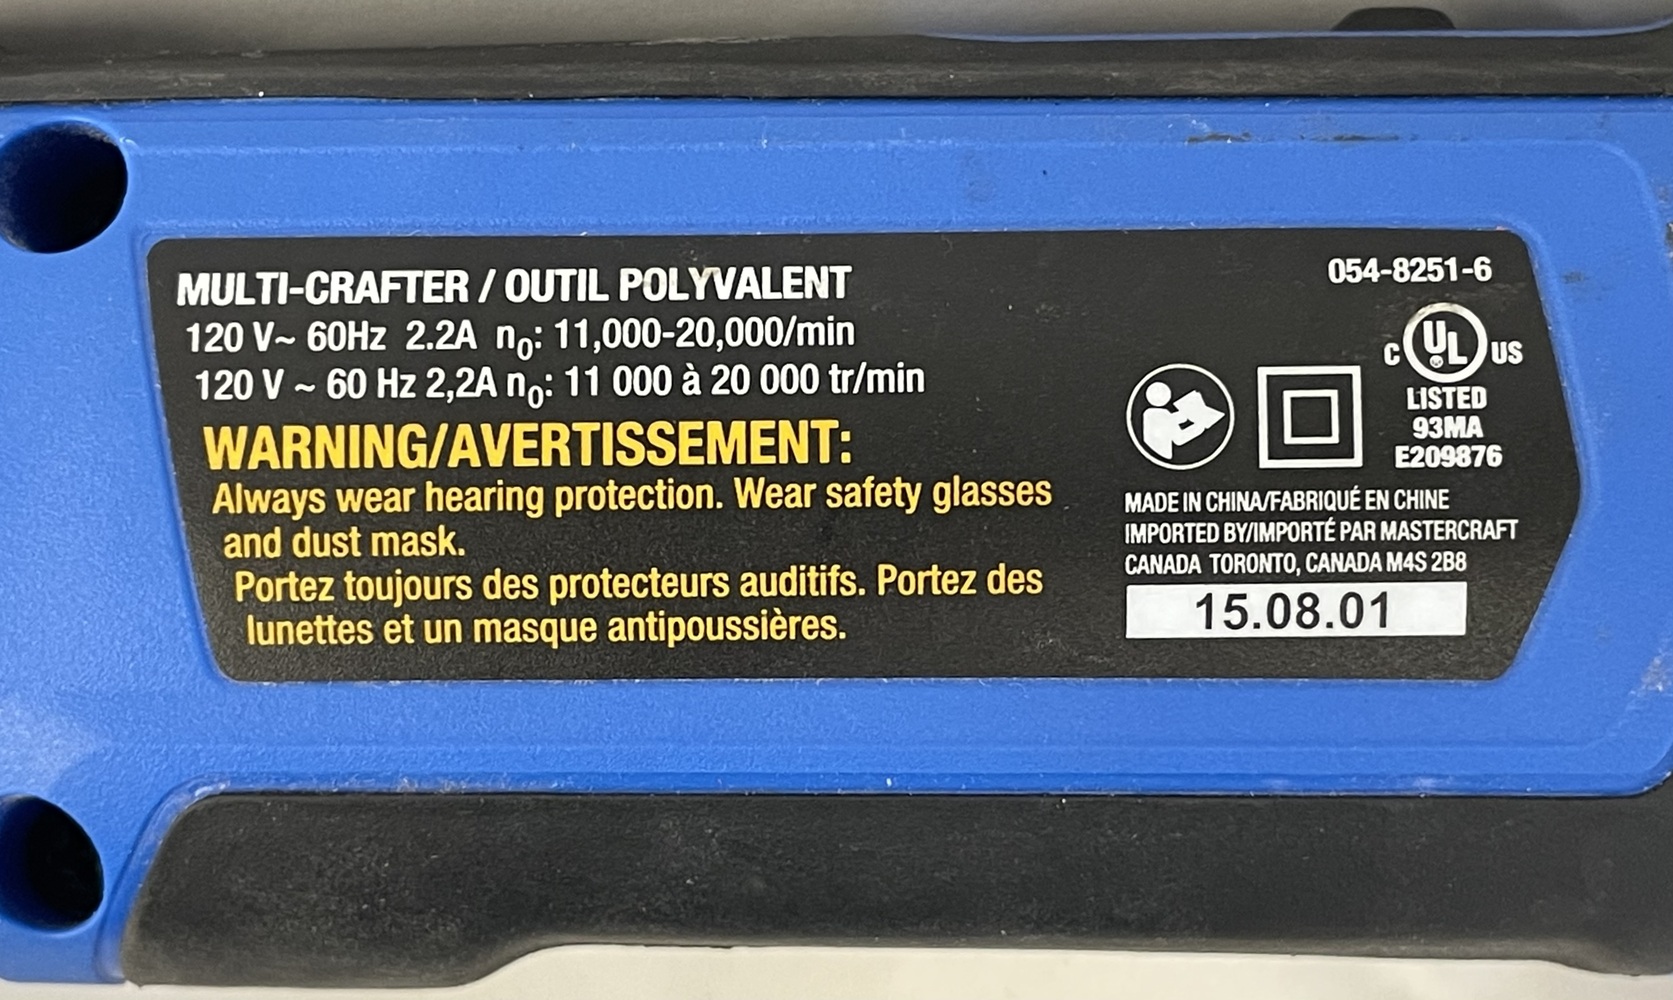 MULTI-CRAFTER / OUTIL POLYVALENT
120 V~ 60Hz 2.2A n₀: 11,000-20,000/min
120 V ~ 60 Hz 2,2A n₀: 11 000 à 20 000 tr/min
WARNING/AVERTISSEMENT:
Always wear hearing protection. Wear safety glasses
and dust mask.
Portez toujours des protecteurs auditifs. Portez des
lunettes et un masque antipoussières.
054-8251-6
C UL US
LISTED
93MA
E209876
MADE IN CHINA/FABRIQUÉ EN CHINE
IMPORTED BY/IMPORTÉ PAR MASTERCRAFT
CANADA TORONTO, CANADA M4S 2B8
15.08.01